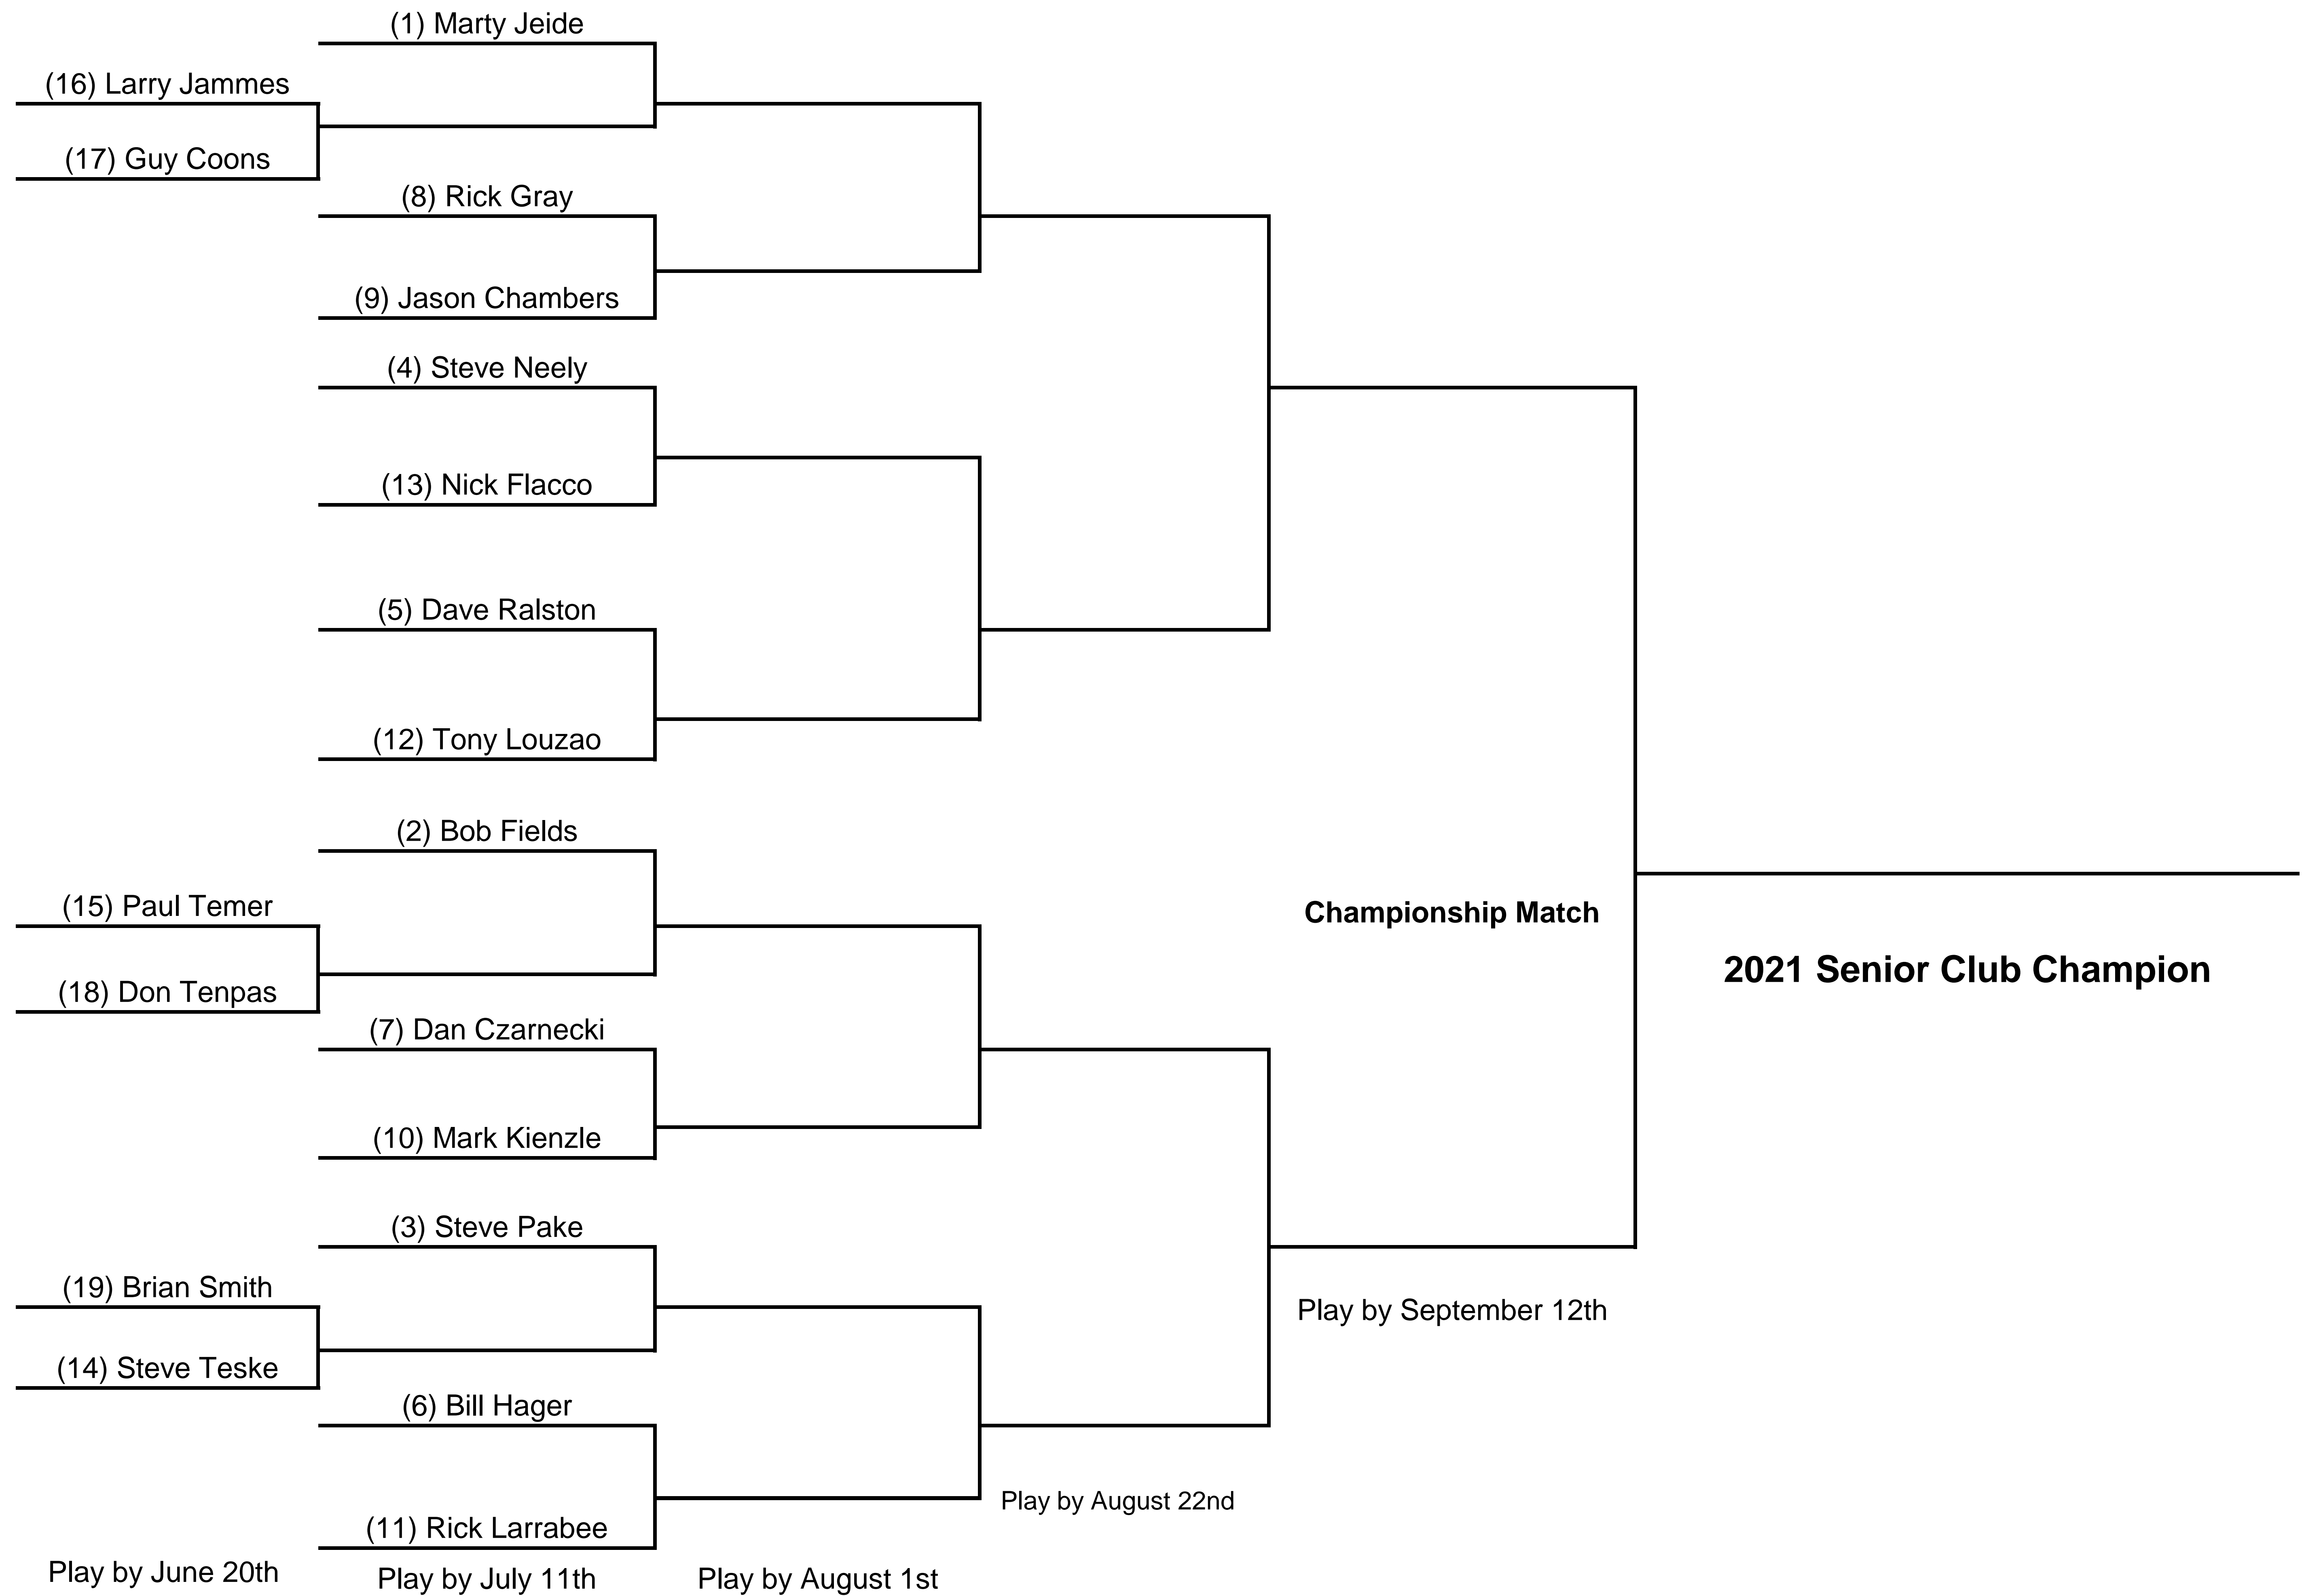 (1) Marty Jeide
(16) Larry Jammes
(17) Guy Coons
(8) Rick Gray
(9) Jason Chambers
(4) Steve Neely
(13) Nick Flacco
(5) Dave Ralston
(12) Tony Louzao
(2) Bob Fields
(15) Paul Temer
Championship Match
2021 Senior Club Champion
(18) Don Tenpas
(7) Dan Czarnecki
(10) Mark Kienzle
(3) Steve Pake
(19) Brian Smith
Play by September 12th
(14) Steve Teske
(6) Bill Hager
Play by August 22nd
(11) Rick Larrabee
Play by June 20th
Play by July 11th
Play by August 1st